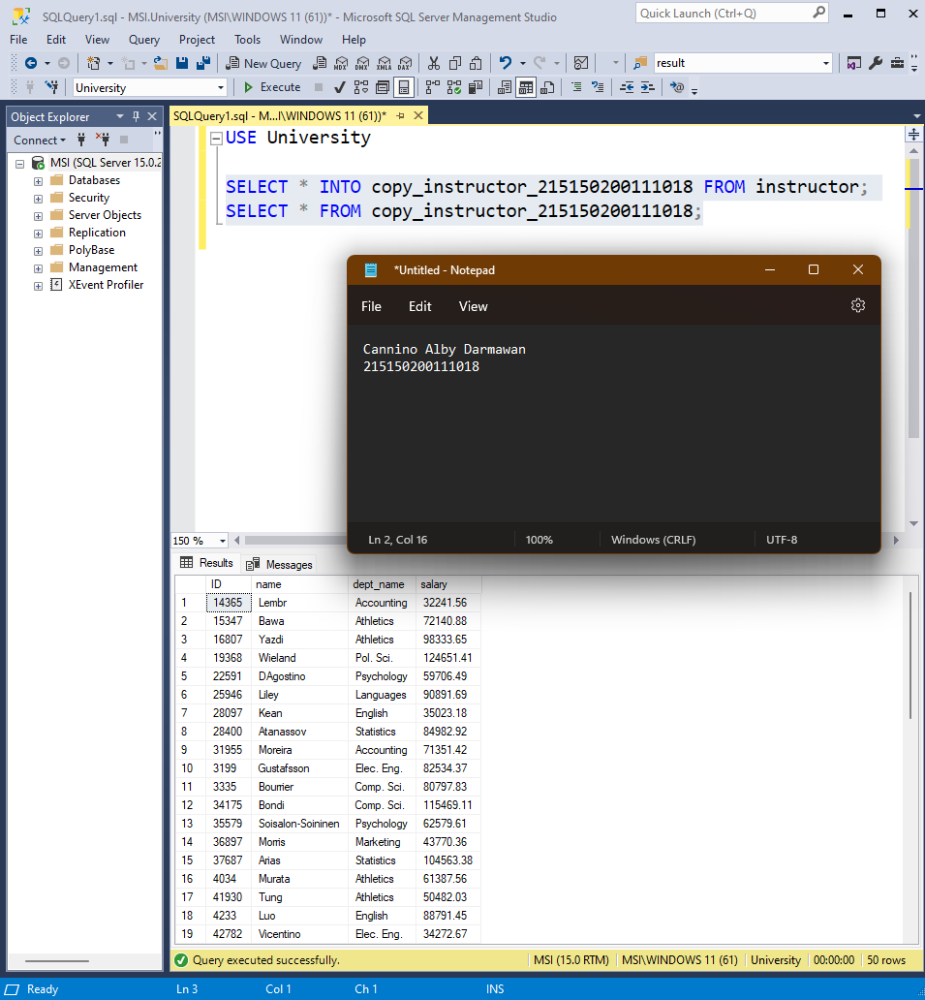 SQLQuery1.sql - MSI.University (MSI\WINDOWS 11 (61))* - Microsoft SQL Server Management Studio
Quick Launch (Ctrl+Q)
File Edit View Query Project Tools Window Help
New Query MDX DMX XMLA DAX result
University Execute
Object Explorer
Connect
MSI (SQL Server 15.0.2
Databases
Security
Server Objects
Replication
PolyBase
Management
XEvent Profiler
SQLQuery1.sql - M...I\WINDOWS 11 (61))*
USE University
SELECT * INTO copy_instructor_215150200111018 FROM instructor;
SELECT * FROM copy_instructor_215150200111018;
*Untitled - Notepad
File Edit View
Cannino Alby Darmawan
215150200111018
Ln 2, Col 16 100% Windows (CRLF) UTF-8
150 %
Results Messages
ID name dept_name salary
1 14365 Lembr Accounting 32241.56
2 15347 Bawa Athletics 72140.88
3 16807 Yazdi Athletics 98333.65
4 19368 Wieland Pol. Sci. 124651.41
5 22591 DAgostino Psychology 59706.49
6 25946 Liley Languages 90891.69
7 28097 Kean English 35023.18
8 28400 Atanassov Statistics 84982.92
9 31955 Moreira Accounting 71351.42
10 3199 Gustafsson Elec. Eng. 82534.37
11 3335 Bourrier Comp. Sci. 80797.83
12 34175 Bondi Comp. Sci. 115469.11
13 35579 Soisalon-Soininen Psychology 62579.61
14 36897 Morris Marketing 43770.36
15 37687 Arias Statistics 104563.38
16 4034 Murata Athletics 61387.56
17 41930 Tung Athletics 50482.03
18 4233 Luo English 88791.45
19 42782 Vicentino Elec. Eng. 34272.67
Query executed successfully. MSI (15.0 RTM) MSI\WINDOWS 11 (61) University 00:00:00 50 rows
Ready Ln 3 Col 1 Ch 1 INS